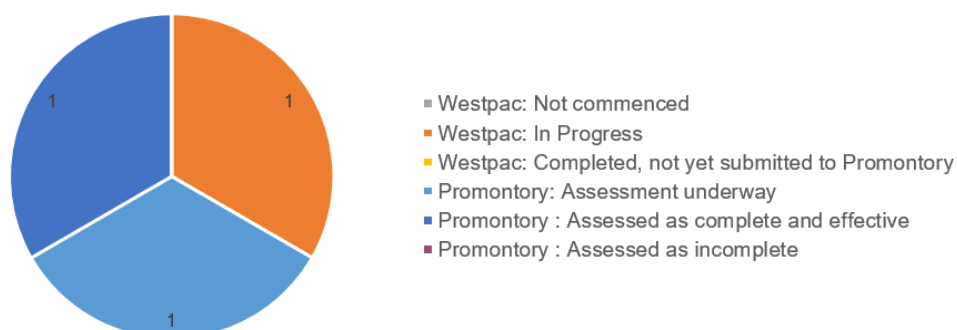 1
1
1
Westpac: Not commenced
Westpac: In Progress
Westpac: Completed, not yet submitted to Promontory
Promontory: Assessment underway
Promontory : Assessed as complete and effective
Promontory : Assessed as incomplete